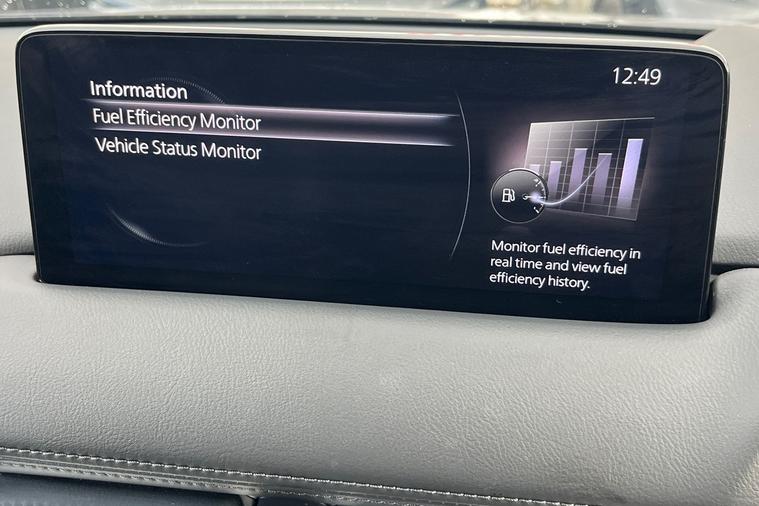 12:49
Information
Fuel Efficiency Monitor
Vehicle Status Monitor
Monitor fuel efficiency in
real time and view fuel
efficiency history.